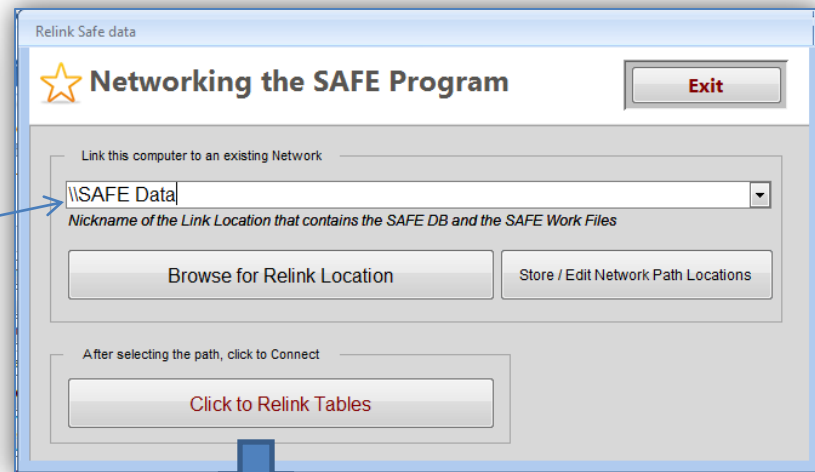 Relink Safe data
Networking the SAFE Program
Exit
Link this computer to an existing Network
\\SAFE Data
Nickname of the Link Location that contains the SAFE DB and the SAFE Work Files
Browse for Relink Location
Store / Edit Network Path Locations
After selecting the path, click to Connect
Click to Relink Tables